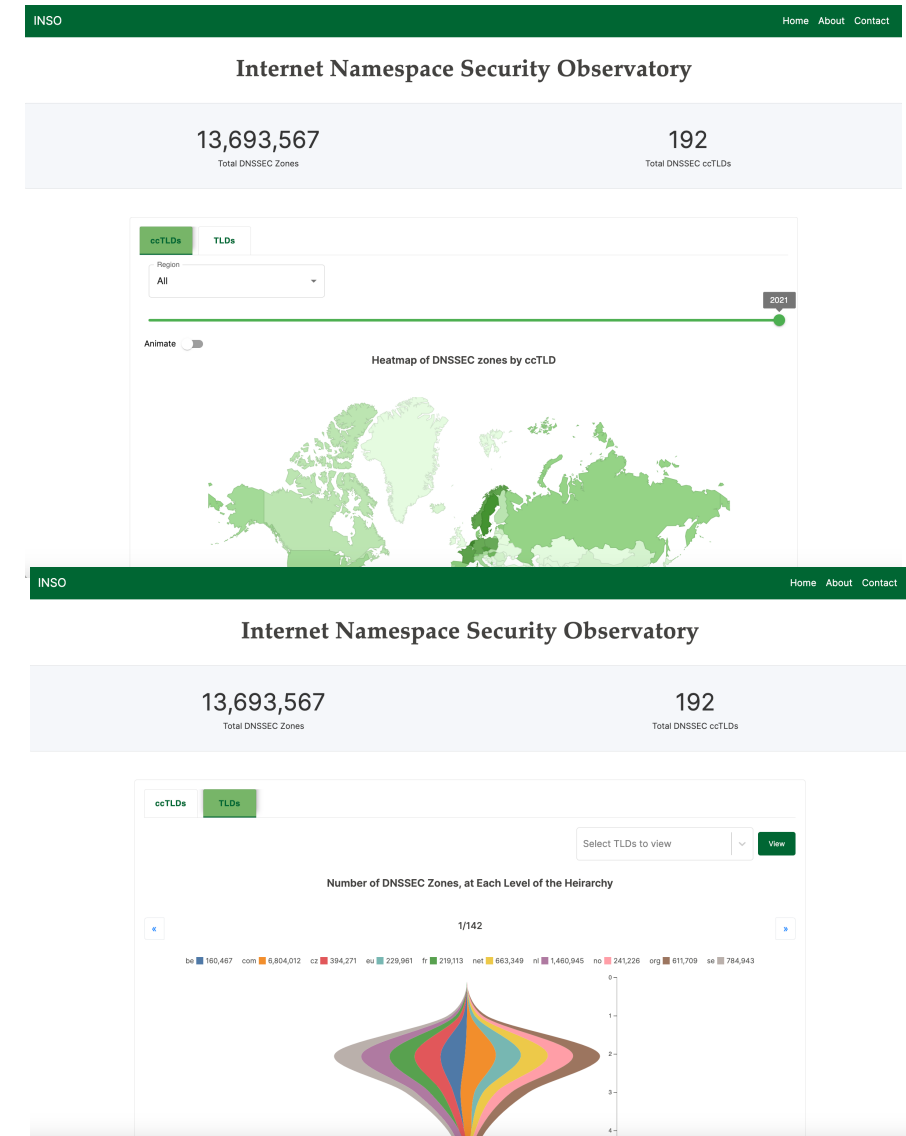 INSO Home About Contact
Internet Namespace Security Observatory
13,693,567 192
Total DNSSEC Zones Total DNSSEC ccTLDs
ccTLDs TLDs
Region
All
2021
Animate
Heatmap of DNSSEC zones by ccTLD
INSO Home About Contact
Internet Namespace Security Observatory
13,693,567 192
Total DNSSEC Zones Total DNSSEC ccTLDs
ccTLDs TLDs
Select TLDs to view View
Number of DNSSEC Zones, at Each Level of the Heirarchy
« 1/142 »
be 160,467 com 6,804,012 cz 394,271 eu 229,961 fr 219,113 net 663,349 nl 1,460,945 no 241,226 org 611,709 se 784,943
0
1
2
3
4